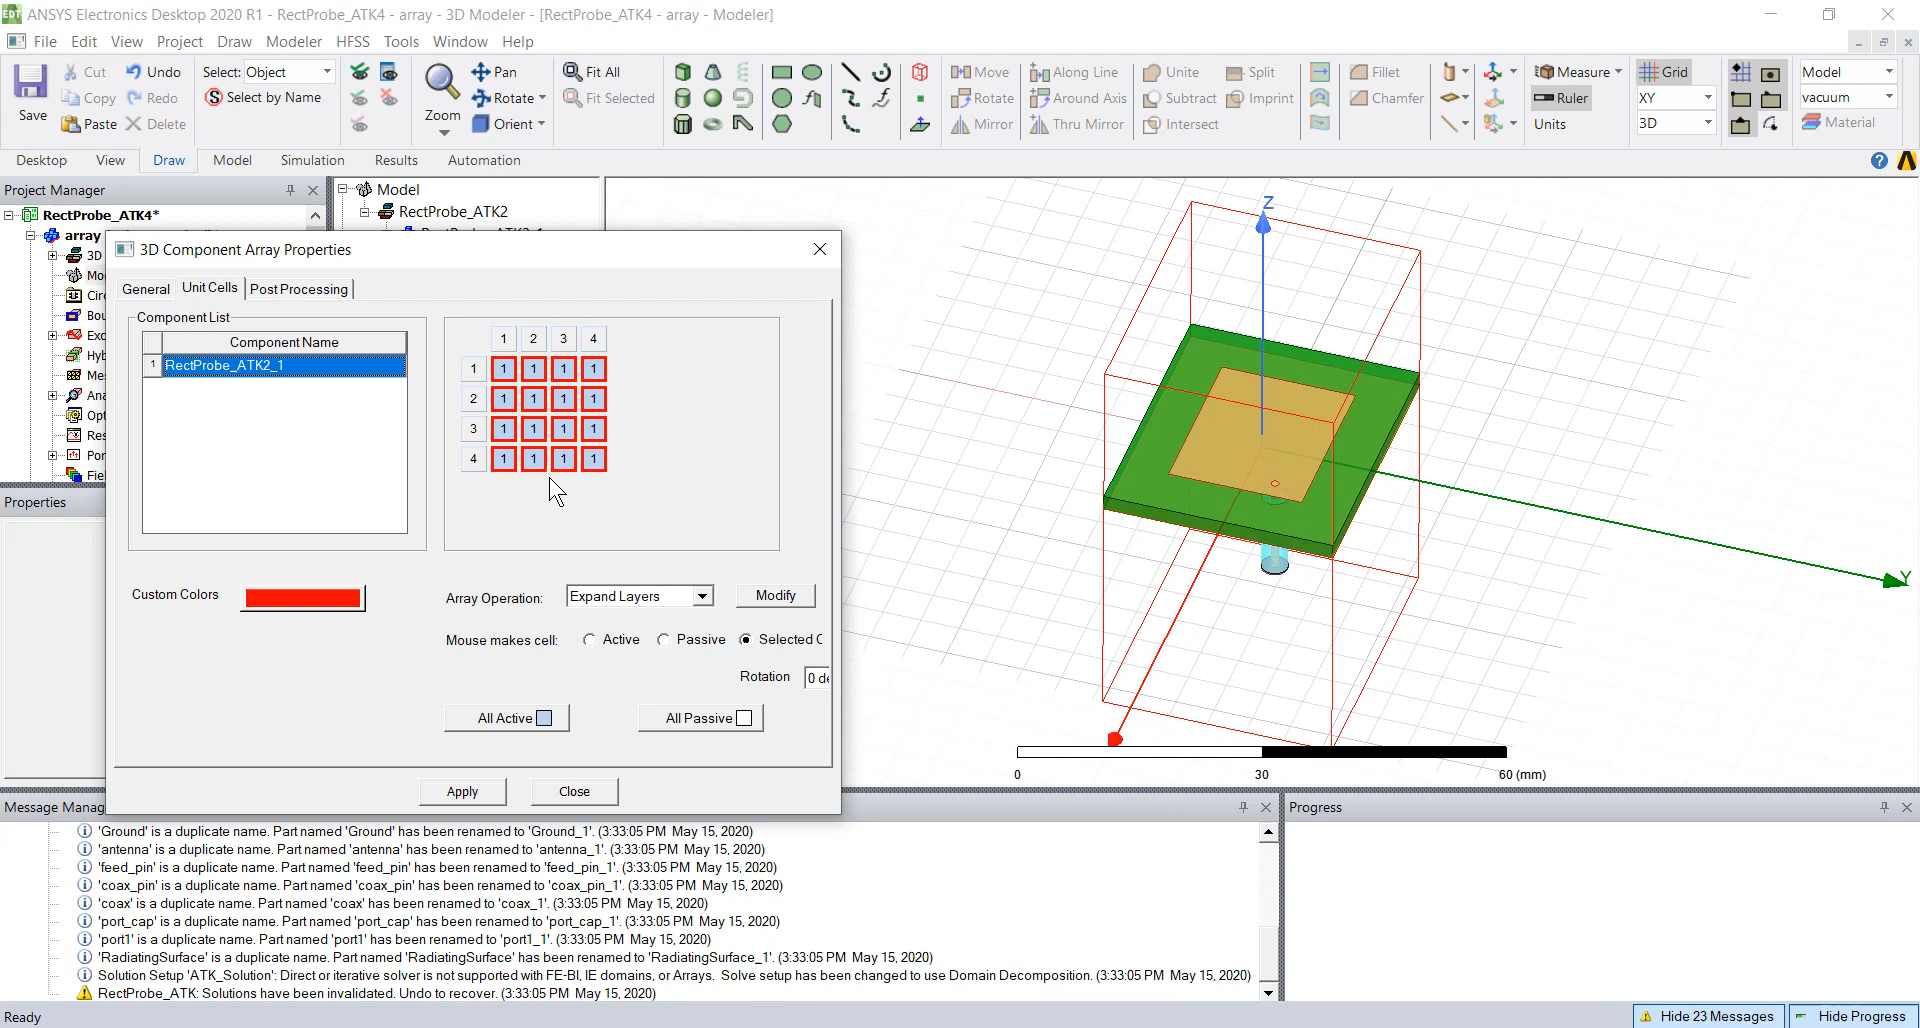 EDT ANSYS Electronics Desktop 2020 R1 - RectProbe_ATK4 - array - 3D Modeler - [RectProbe_ATK4 - array - Modeler]
File Edit View Project Draw Modeler HFSS Tools Window Help
Save
Cut
Copy
Paste
Undo
Redo
Delete
Select: Object
Select by Name
Zoom
Pan
Rotate
Orient
Fit All
Fit Selected
Move
Rotate
Mirror
Along Line
Around Axis
Thru Mirror
Unite
Subtract
Intersect
Split
Imprint
Fillet
Chamfer
Measure
Ruler
Units
Grid
XY
3D
Model
vacuum
Material
Desktop View Draw Model Simulation Results Automation
Project Manager
RectProbe_ATK4*
array
3D
Mo
Circ
Bou
Exc
Hyb
Me
Ana
Opt
Res
Por
Fiel
Properties
Model
RectProbe_ATK2
3D Component Array Properties
General Unit Cells Post Processing
Component List
Component Name
1 RectProbe_ATK2_1
1 2 3 4
1 1 1 1 1
2 1 1 1 1
3 1 1 1 1
4 1 1 1 1
Custom Colors
Array Operation: Expand Layers Modify
Mouse makes cell: Active Passive Selected C
Rotation 0 de
All Active All Passive
Apply Close
Z
Y
0 30 60 (mm)
Message Manag
'Ground' is a duplicate name. Part named 'Ground' has been renamed to 'Ground_1'. (3:33:05 PM May 15, 2020)
'antenna' is a duplicate name. Part named 'antenna' has been renamed to 'antenna_1'. (3:33:05 PM May 15, 2020)
'feed_pin' is a duplicate name. Part named 'feed_pin' has been renamed to 'feed_pin_1'. (3:33:05 PM May 15, 2020)
'coax_pin' is a duplicate name. Part named 'coax_pin' has been renamed to 'coax_pin_1'. (3:33:05 PM May 15, 2020)
'coax' is a duplicate name. Part named 'coax' has been renamed to 'coax_1'. (3:33:05 PM May 15, 2020)
'port_cap' is a duplicate name. Part named 'port_cap' has been renamed to 'port_cap_1'. (3:33:05 PM May 15, 2020)
'port1' is a duplicate name. Part named 'port1' has been renamed to 'port1_1'. (3:33:05 PM May 15, 2020)
'RadiatingSurface' is a duplicate name. Part named 'RadiatingSurface' has been renamed to 'RadiatingSurface_1'. (3:33:05 PM May 15, 2020)
Solution Setup 'ATK_Solution': Direct or iterative solver is not supported with FE-BI, IE domains, or Arrays. Solve setup has been changed to use Domain Decomposition. (3:33:05 PM May 15, 2020)
RectProbe_ATK: Solutions have been invalidated. Undo to recover. (3:33:05 PM May 15, 2020)
Progress
Ready
Hide 23 Messages Hide Progress